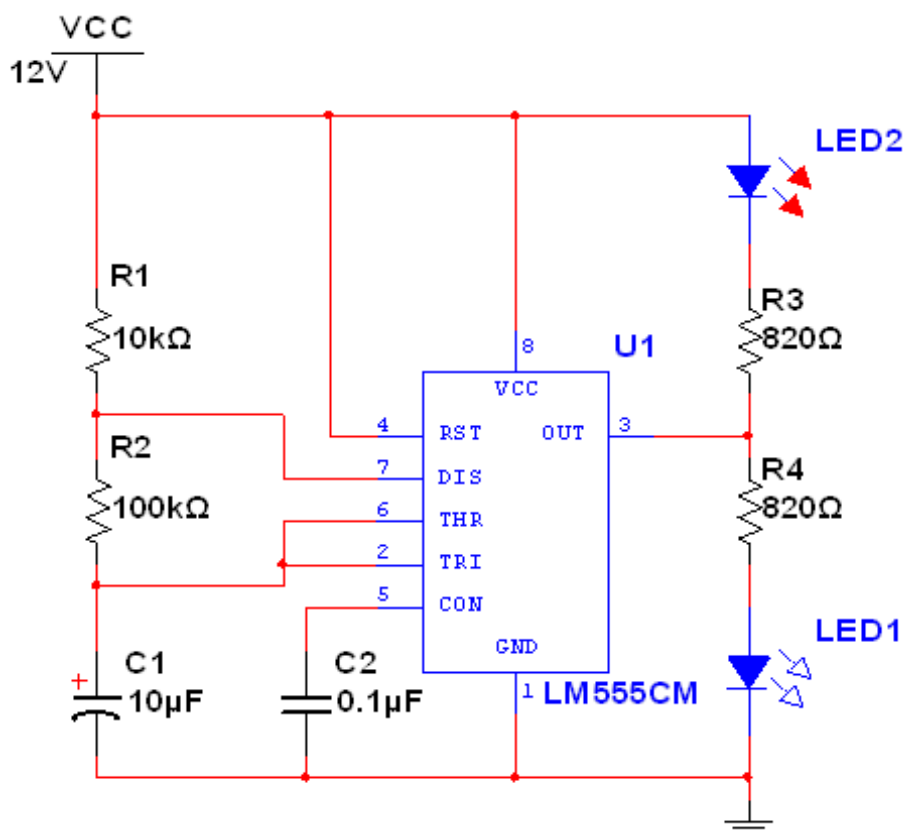 VCC
12V
LED2
R1
10kΩ
R3
820Ω
8
U1
VCC
4
RST
OUT
3
R2
100kΩ
7
DIS
R4
820Ω
6
THR
2
TRI
5
CON
GND
LED1
C1
10µF
C2
0.1µF
1
LM555CM
+